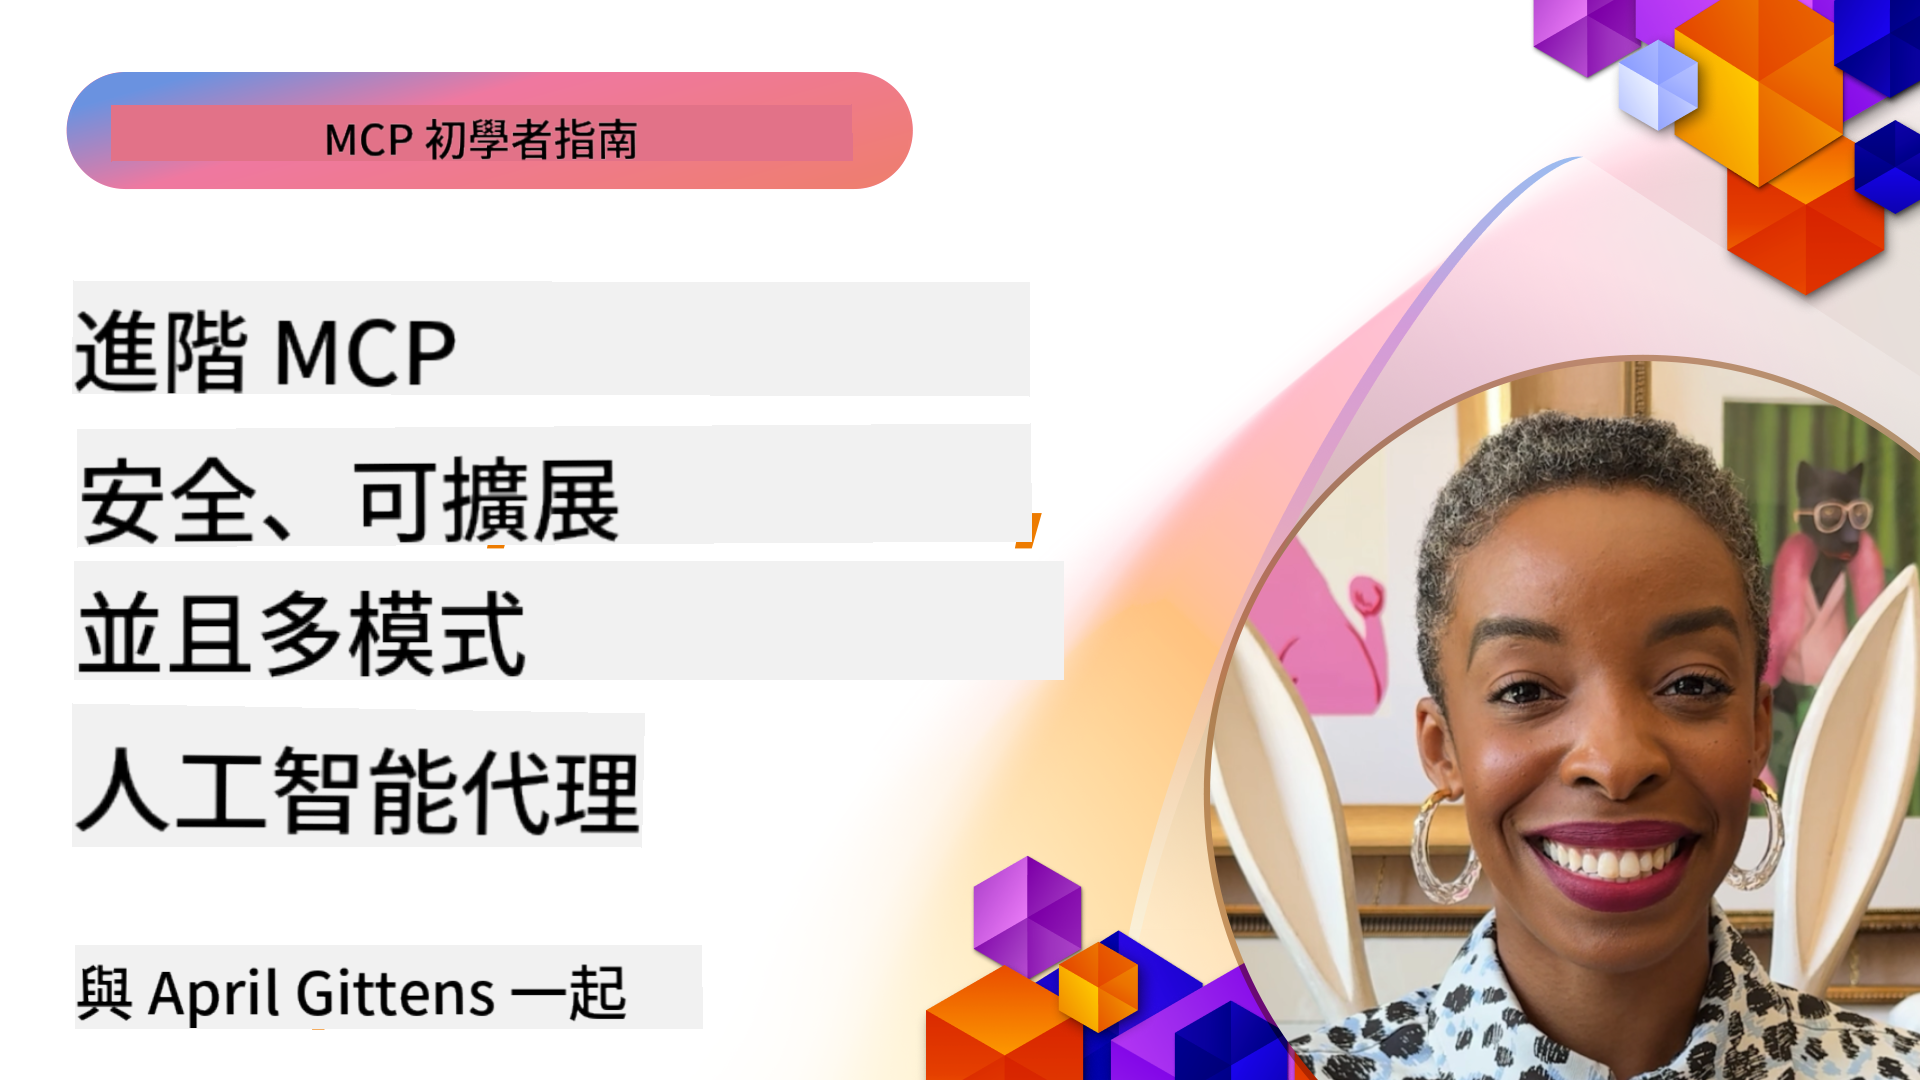 MCP 初學者指南
進階 MCP
安全、可擴展
並且多模式
人工智能代理
與 April Gittens 一起